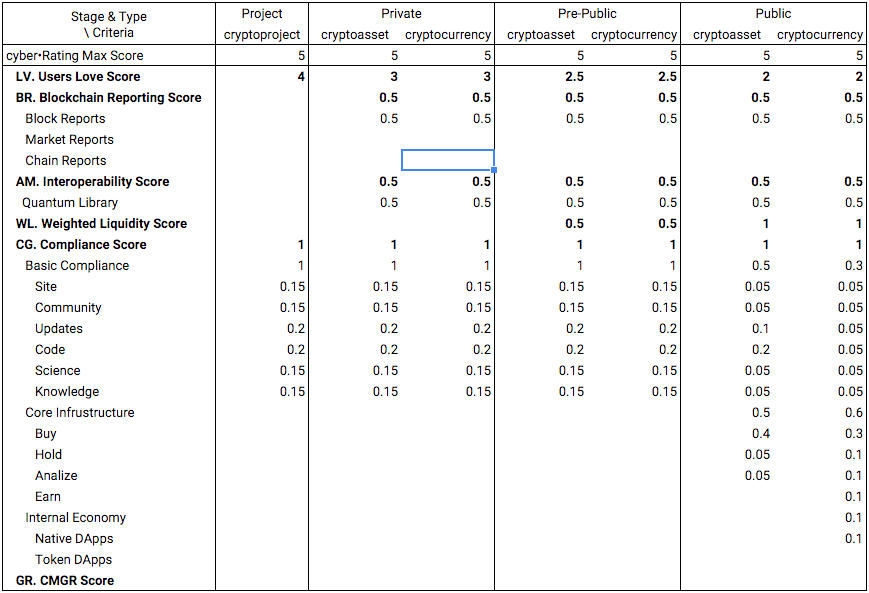 Stage & Type Project Private Pre-Public Public
\ Criteria cryptoproject cryptoasset cryptocurrency cryptoasset cryptocurrency cryptoasset cryptocurrency
cyber•Rating Max Score 5 5 5 5 5 5 5
LV. Users Love Score 4 3 3 2.5 2.5 2 2
BR. Blockchain Reporting Score 0.5 0.5 0.5 0.5 0.5 0.5
Block Reports 0.5 0.5 0.5 0.5 0.5 0.5
Market Reports
Chain Reports
AM. Interoperability Score 0.5 0.5 0.5 0.5 0.5 0.5
Quantum Library 0.5 0.5 0.5 0.5 0.5 0.5
WL. Weighted Liquidity Score 0.5 0.5 1 1
CG. Compliance Score 1 1 1 1 1 1 1
Basic Compliance 1 1 1 1 1 0.5 0.3
Site 0.15 0.15 0.15 0.15 0.15 0.05 0.05
Community 0.15 0.15 0.15 0.15 0.15 0.05 0.05
Updates 0.2 0.2 0.2 0.2 0.2 0.1 0.05
Code 0.2 0.2 0.2 0.2 0.2 0.2 0.05
Science 0.15 0.15 0.15 0.15 0.15 0.05 0.05
Knowledge 0.15 0.15 0.15 0.15 0.15 0.05 0.05
Core Infrustructure 0.5 0.6
Buy 0.4 0.3
Hold 0.05 0.1
Analize 0.05 0.1
Earn 0.1
Internal Economy 0.1
Native DApps 0.1
Token DApps
GR. CMGR Score